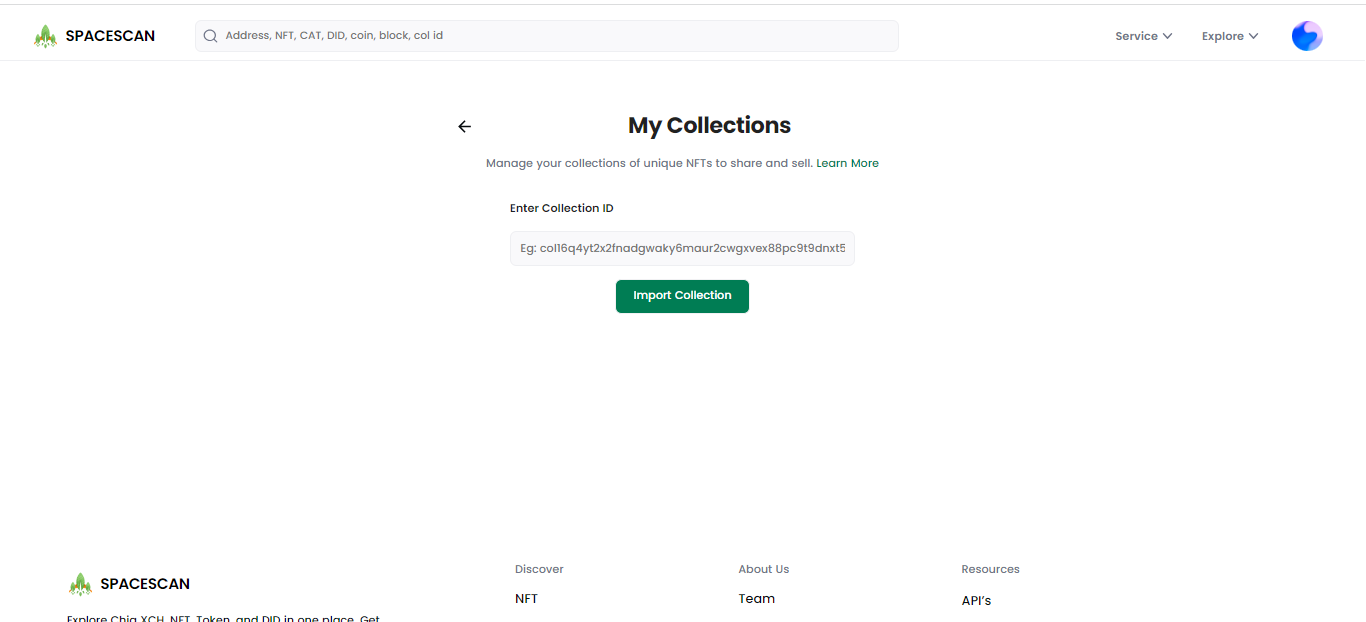 SPACESCAN
Address, NFT, CAT, DID, coin, block, col id
Service
Explore
My Collections
Manage your collections of unique NFTs to share and sell. Learn More
Enter Collection ID
Eg: col16q4yt2x2fnadgwaky6maur2cwgxvex88pc9t9dnxt5
Import Collection
SPACESCAN
Explore Chia XCH, NFT, Token, and DID in one place. Get
Discover
NFT
About Us
Team
Resources
API’s